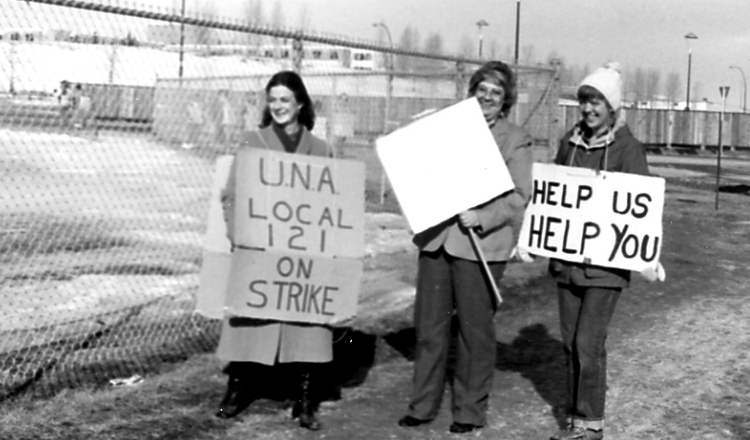 U.N.A.
LOCAL
121
ON
STRIKE
HELP US
HELP YOU